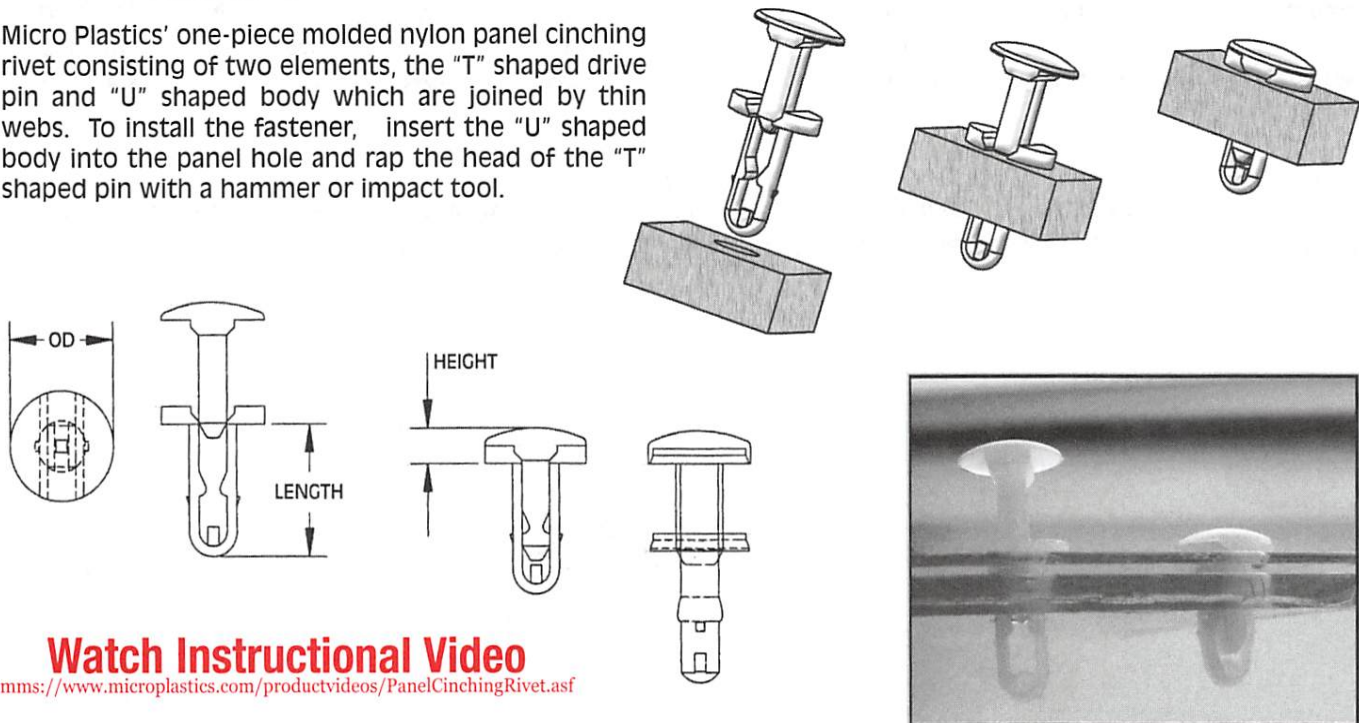 Micro Plastics' one-piece molded nylon panel cinching
rivet consisting of two elements, the "T" shaped drive
pin and "U" shaped body which are joined by thin
webs. To install the fastener, insert the "U" shaped
body into the panel hole and rap the head of the "T"
shaped pin with a hammer or impact tool.
OD
HEIGHT
LENGTH
Watch Instructional Video
mms://www.microplastics.com/productvideos/PanelCinchingRivet.asf